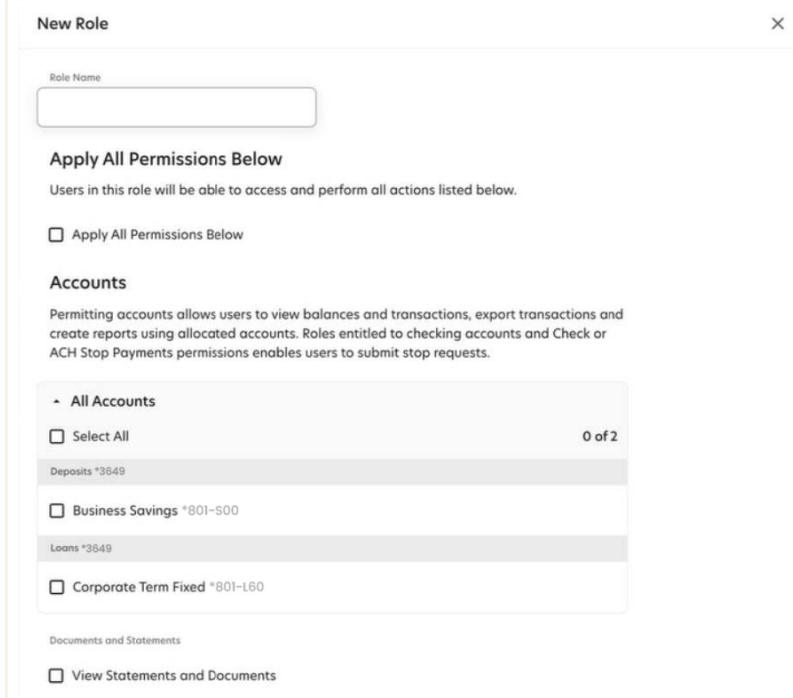 New Role
Role Name
Apply All Permissions Below
Users in this role will be able to access and perform all actions listed below.
Apply All Permissions Below
Accounts
Permitting accounts allows users to view balances and transactions, export transactions and
create reports using allocated accounts. Roles entitled to checking accounts and Check or
ACH Stop Payments permissions enables users to submit stop requests.
All Accounts
Select All 0 of 2
Deposits *3649
Business Savings *801-S00
Loans *3649
Corporate Term Fixed *801-L60
Documents and Statements
View Statements and Documents